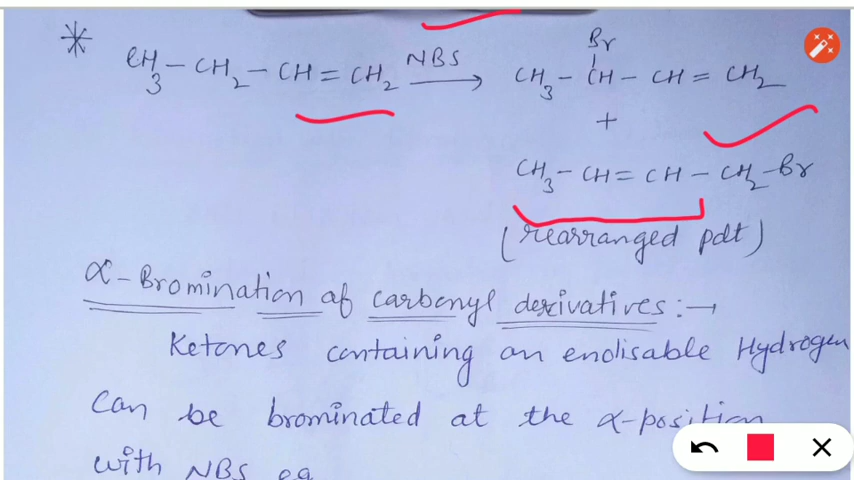 * CH3 – CH2 – CH = CH2 NBS → CH3 – CH – CH = CH2
Br
+
CH3 – CH = CH – CH2 – Br
(rearranged pdt)
α-Bromination of carbonyl derivatives :→
Ketones containing an enolisable Hydrogen
can be brominated at the α-position
with NBS eg